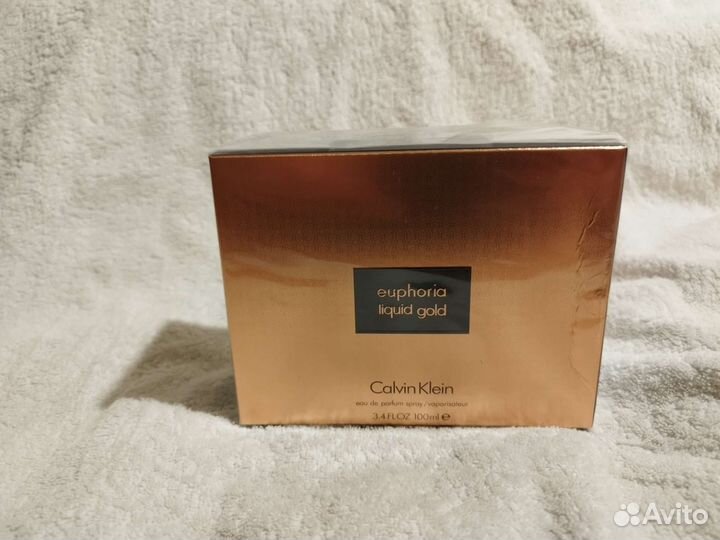 euphoria
liquid gold
Calvin Klein
eau de parfum spray/vaporisateur
3.4 FL.OZ 100ml ℮
Avito